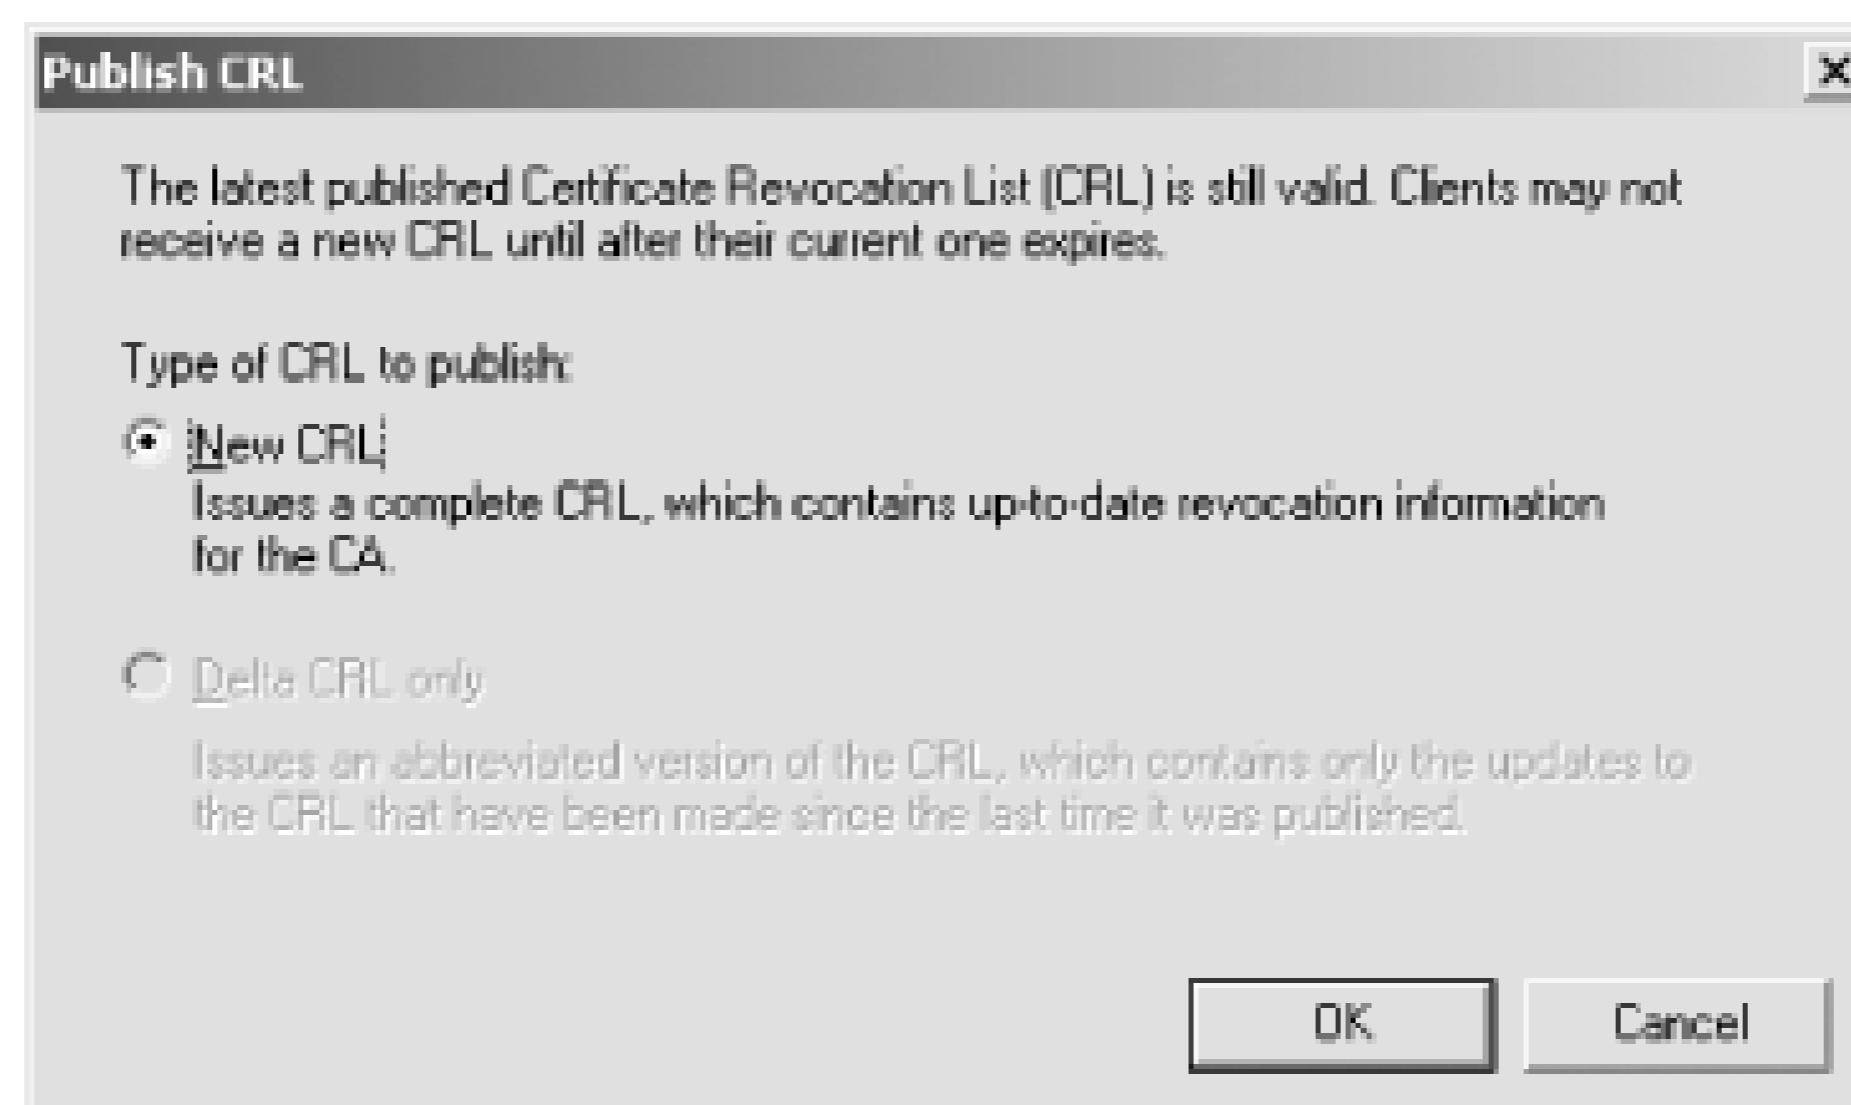 Publish CRL
The latest published Certificate Revocation List (CRL) is still valid. Clients may not
receive a new CRL until after their current one expires.
Type of CRL to publish:
New CRL
Issues a complete CRL, which contains up-to-date revocation information
for the CA.
Delta CRL only
Issues an abbreviated version of the CRL, which contains only the updates to
the CRL that have been made since the last time it was published.
OK
Cancel